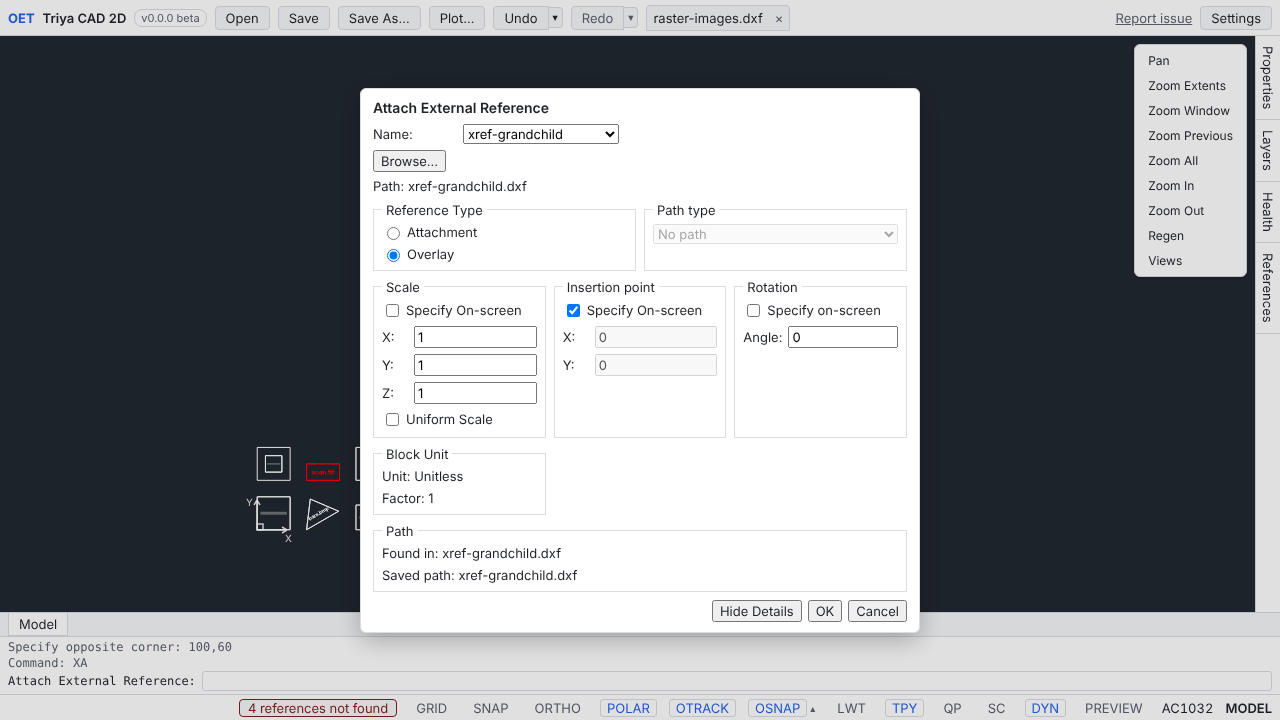 OET Triya CAD 2D v0.0.0 beta Open Save Save As... Plot... Undo ▾ Redo ▾ raster-images.dxf × Report issue Settings
Pan
Zoom Extents
Zoom Window
Zoom Previous
Zoom All
Zoom In
Zoom Out
Regen
Views
Properties
Layers
Health
References
Attach External Reference
Name: xref-grandchild
Browse...
Path: xref-grandchild.dxf
Reference Type
Attachment
Overlay
Path type
No path
Scale
Specify On-screen
X: 1
Y: 1
Z: 1
Uniform Scale
Insertion point
Specify On-screen
X: 0
Y: 0
Rotation
Specify on-screen
Angle: 0
Block Unit
Unit: Unitless
Factor: 1
Path
Found in: xref-grandchild.dxf
Saved path: xref-grandchild.dxf
Hide Details OK Cancel
Y
X
Model
Specify opposite corner: 100,60
Command: XA
Attach External Reference:
4 references not found GRID SNAP ORTHO POLAR OTRACK OSNAP ▴ LWT TPY QP SC DYN PREVIEW AC1032 MODEL